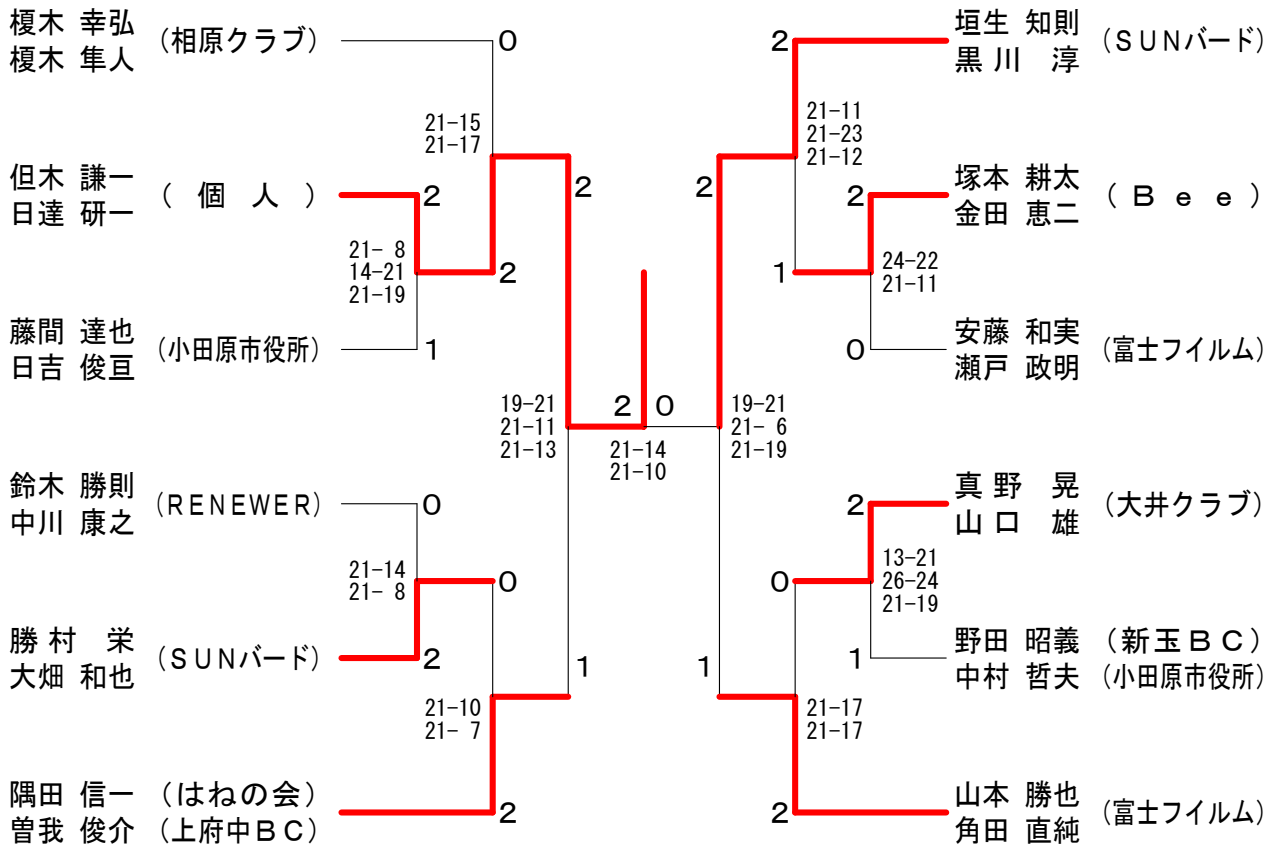 榎木 幸弘
榎木 隼人
(相原クラブ)
0
21-15
21-17
但木 謙一
日達 研一
( 個 人 )
2
21- 8
14-21
21-19
2
藤間 達也
日吉 俊亘
(小田原市役所)
1
2
19-21
21-11
21-13
鈴木 勝則
中川 康之
(RENEWER)
0
21-14
21- 8
0
勝村 栄
大畑 和也
(SUNバード)
2
1
21-10
21- 7
隅田 信一 (はねの会)
曽我 俊介 (上府中BC)
2
2 0
21-14
21-10
2
垣生 知則
黒川 淳
(SUNバード)
21-11
21-23
21-12
2
2
塚本 耕太
金田 恵二
( B e e )
1
24-22
21-11
0
安藤 和実
瀬戸 政明
(富士フイルム)
19-21
21- 6
21-19
2
真野 晃
山口 雄
(大井クラブ)
0
13-21
26-24
21-19
1
野田 昭義 (新玉BC)
中村 哲夫 (小田原市役所)
1
21-17
21-17
2
山本 勝也
角田 直純
(富士フイルム)